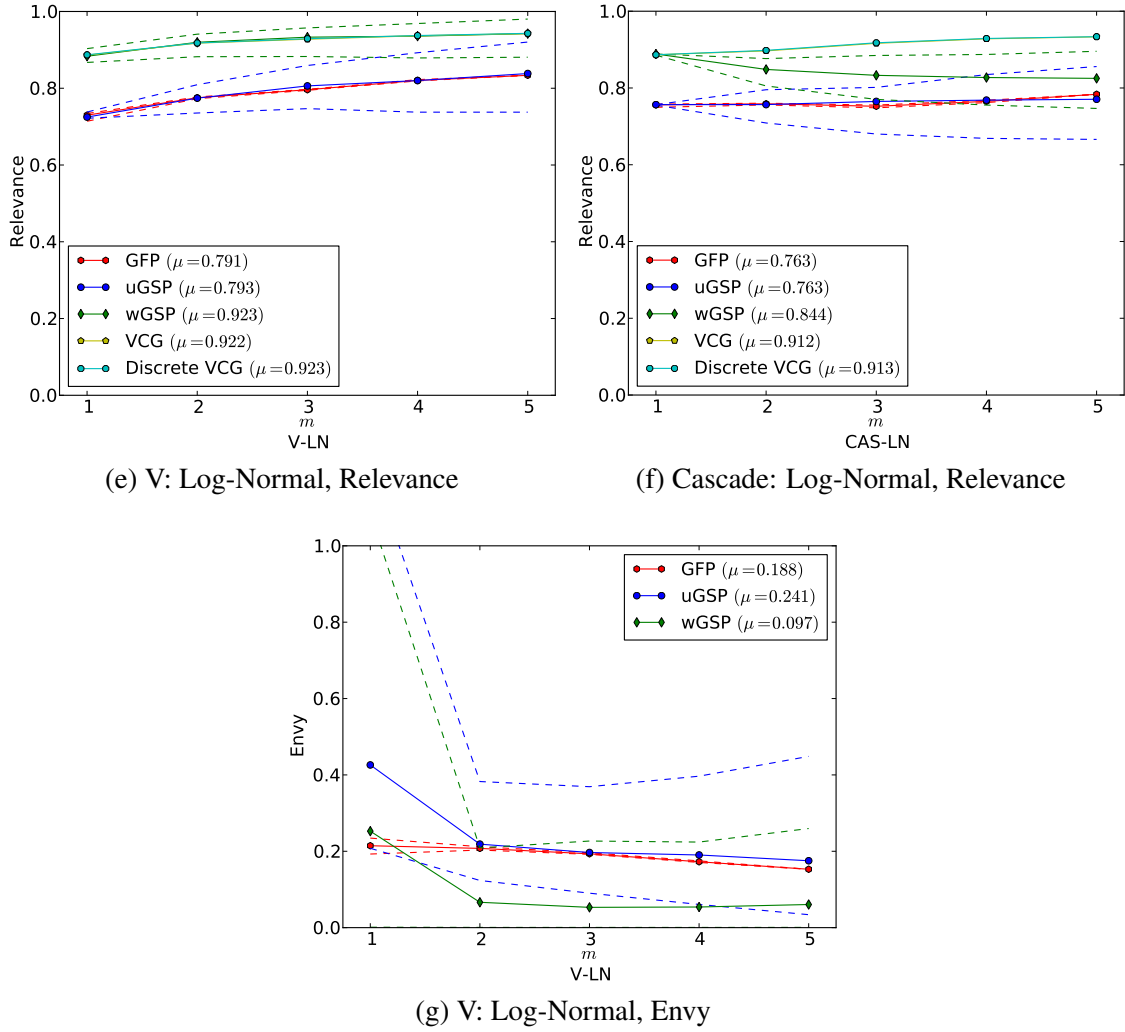 1.0
0.8
0.6
0.4
0.2
0.0
Relevance
GFP (μ=0.791)
uGSP (μ=0.793)
wGSP (μ=0.923)
VCG (μ=0.922)
Discrete VCG (μ=0.923)
1 2 3 4 5
m
V-LN
(e) V: Log-Normal, Relevance
1.0
0.8
0.6
0.4
0.2
0.0
Relevance
GFP (μ=0.763)
uGSP (μ=0.763)
wGSP (μ=0.844)
VCG (μ=0.912)
Discrete VCG (μ=0.913)
1 2 3 4 5
m
CAS-LN
(f) Cascade: Log-Normal, Relevance
1.0
0.8
0.6
0.4
0.2
0.0
Envy
GFP (μ=0.188)
uGSP (μ=0.241)
wGSP (μ=0.097)
1 2 3 4 5
m
V-LN
(g) V: Log-Normal, Envy